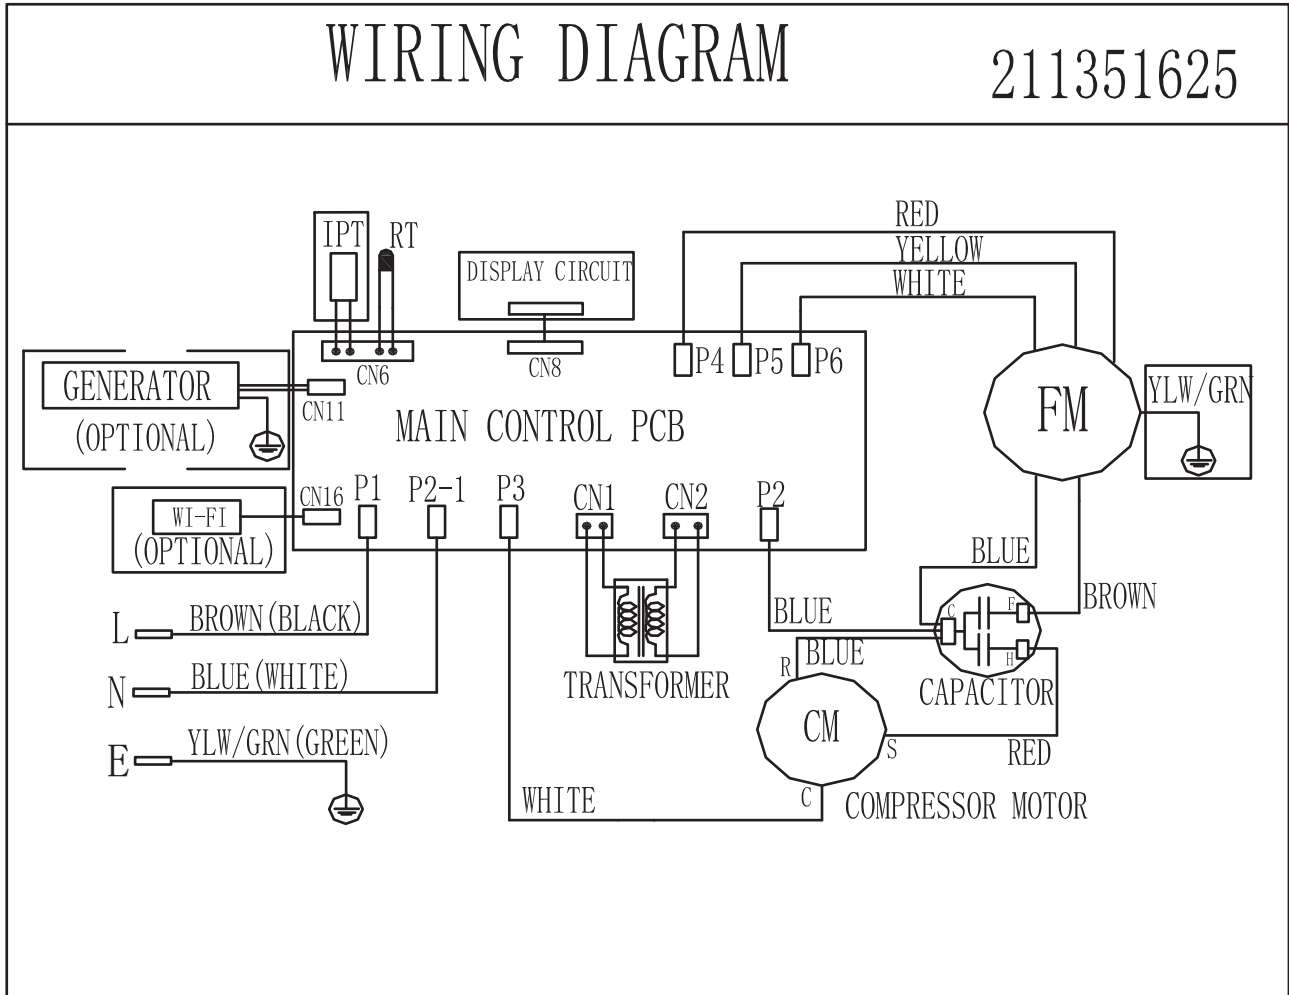 WIRING DIAGRAM
211351625
IPT
RT
DISPLAY CIRCUIT
CN6
CN8
RED
YELLOW
WHITE
P4
P5
P6
GENERATOR
(OPTIONAL)
CN11
MAIN CONTROL PCB
FM
YLW/GRN
WI-FI
(OPTIONAL)
CN16
P1
P2-1
P3
CN1
CN2
P2
BLUE
BROWN
L
BROWN(BLACK)
N
BLUE(WHITE)
E
YLW/GRN(GREEN)
TRANSFORMER
BLUE
BLUE
C
F
H
CAPACITOR
R
CM
S
C
RED
WHITE
COMPRESSOR MOTOR